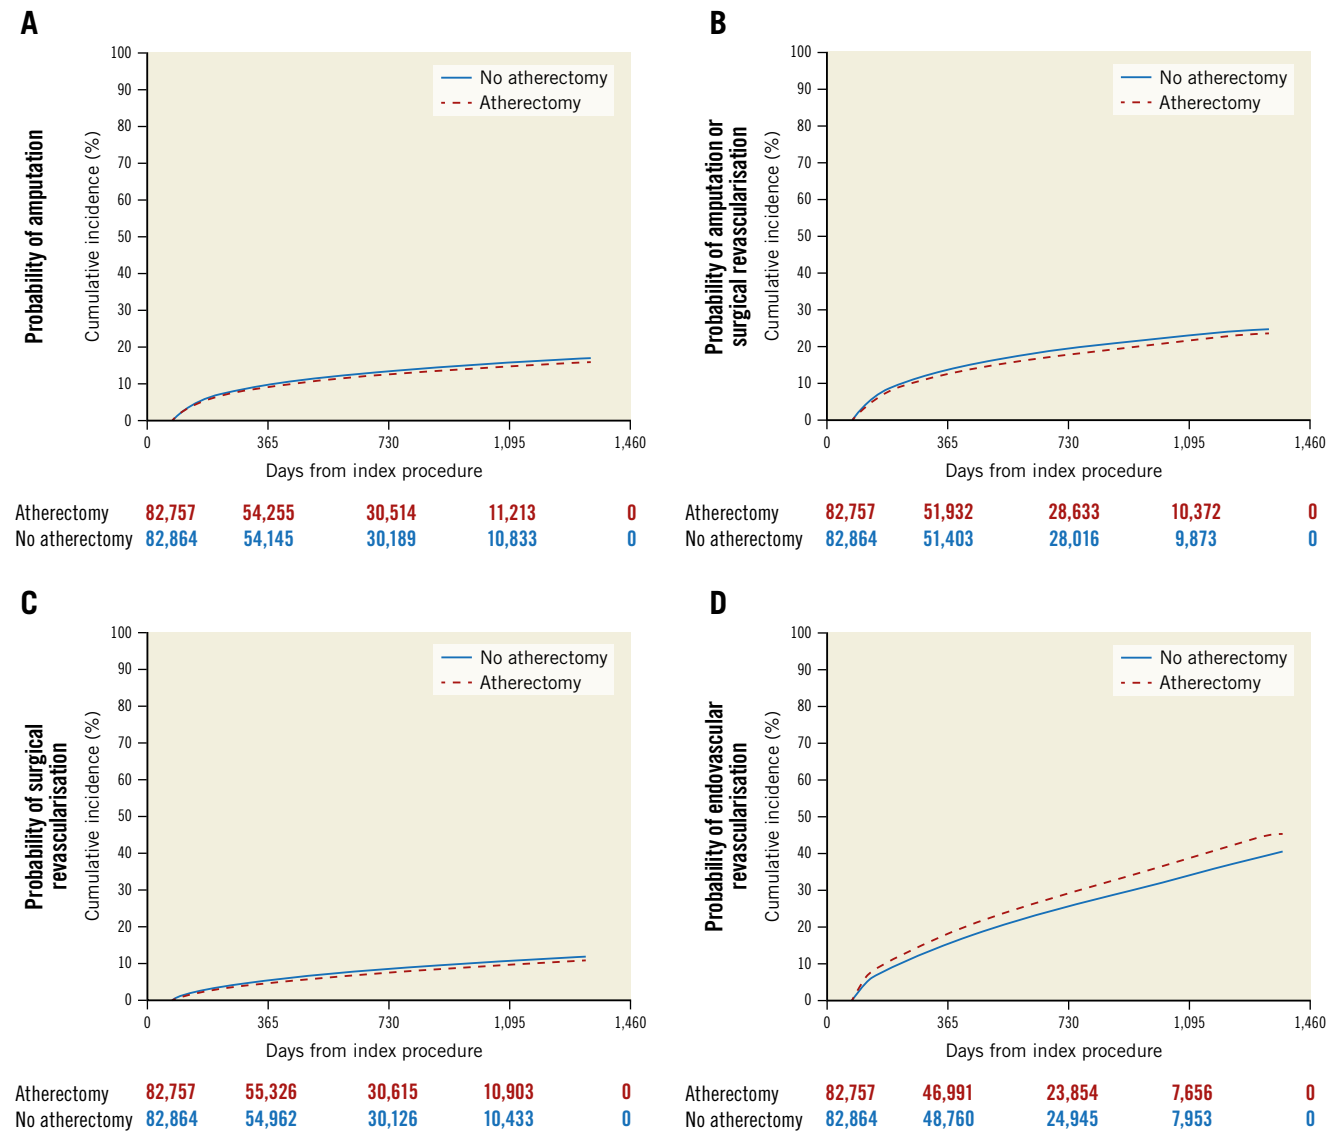 A
Probability of amputation
Cumulative incidence (%)
100
90
80
70
60
50
40
30
20
10
0
No atherectomy
Atherectomy
0 365 730 1,095 1,460
Days from index procedure
Atherectomy 82,757 54,255 30,514 11,213 0
No atherectomy 82,864 54,145 30,189 10,833 0
B
Probability of amputation or
surgical revascularisation
Cumulative incidence (%)
100
90
80
70
60
50
40
30
20
10
0
No atherectomy
Atherectomy
0 365 730 1,095 1,460
Days from index procedure
Atherectomy 82,757 51,932 28,633 10,372 0
No atherectomy 82,864 51,403 28,016 9,873 0
C
Probability of surgical
revascularisation
Cumulative incidence (%)
100
90
80
70
60
50
40
30
20
10
0
No atherectomy
Atherectomy
0 365 730 1,095 1,460
Days from index procedure
Atherectomy 82,757 55,326 30,615 10,903 0
No atherectomy 82,864 54,962 30,126 10,433 0
D
Probability of endovascular
revascularisation
Cumulative incidence (%)
100
90
80
70
60
50
40
30
20
10
0
No atherectomy
Atherectomy
0 365 730 1,095 1,460
Days from index procedure
Atherectomy 82,757 46,991 23,854 7,656 0
No atherectomy 82,864 48,760 24,945 7,953 0